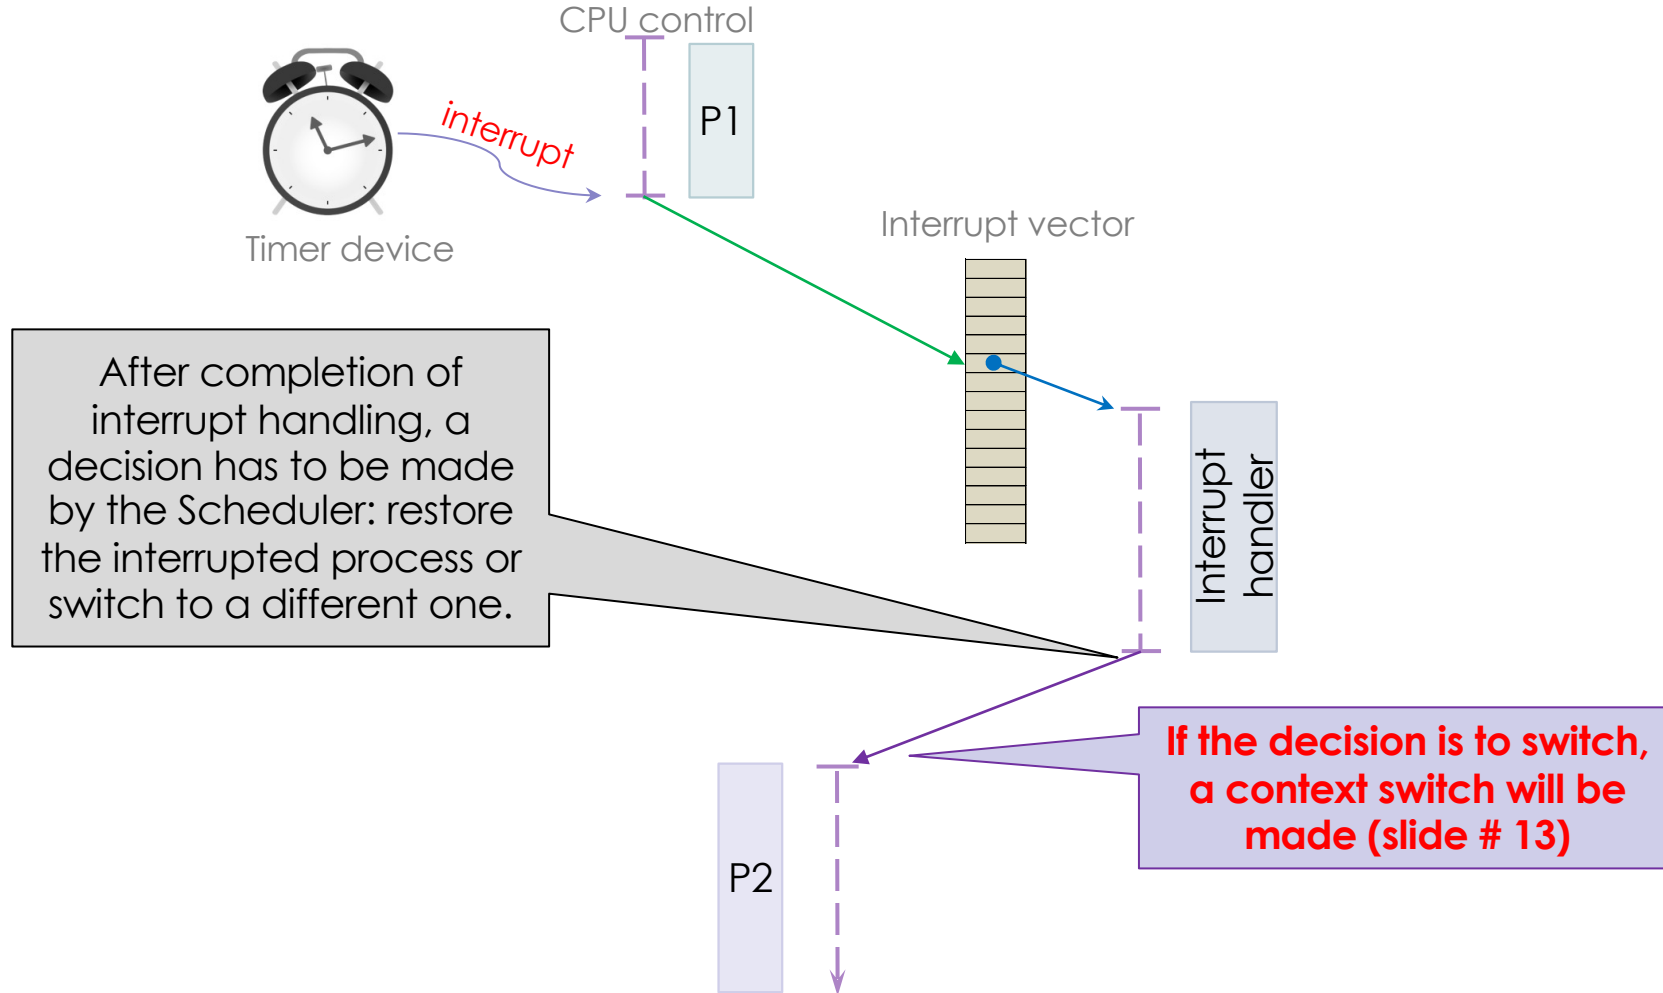 CPU control
P1
interrupt
Timer device
Interrupt vector
After completion of
interrupt handling, a
decision has to be made
by the Scheduler: restore
the interrupted process or
switch to a different one.
Interrupt
handler
If the decision is to switch,
a context switch will be
made (slide # 13)
P2